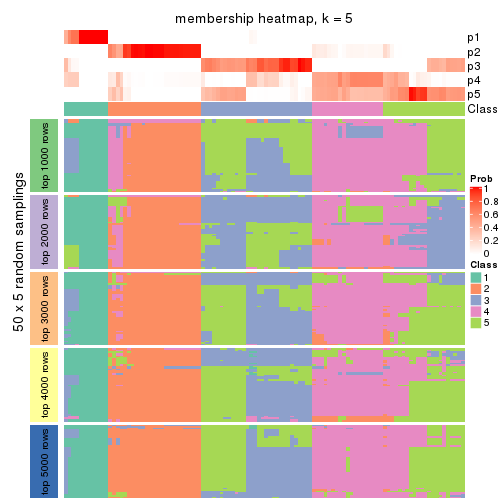 membership heatmap, k = 5
p1
p2
p3
p4
p5
Class
50 x 5 random samplings
top 1000 rows
top 2000 rows
top 3000 rows
top 4000 rows
top 5000 rows
Prob
1
0.8
0.6
0.4
0.2
0
Class
1
2
3
4
5